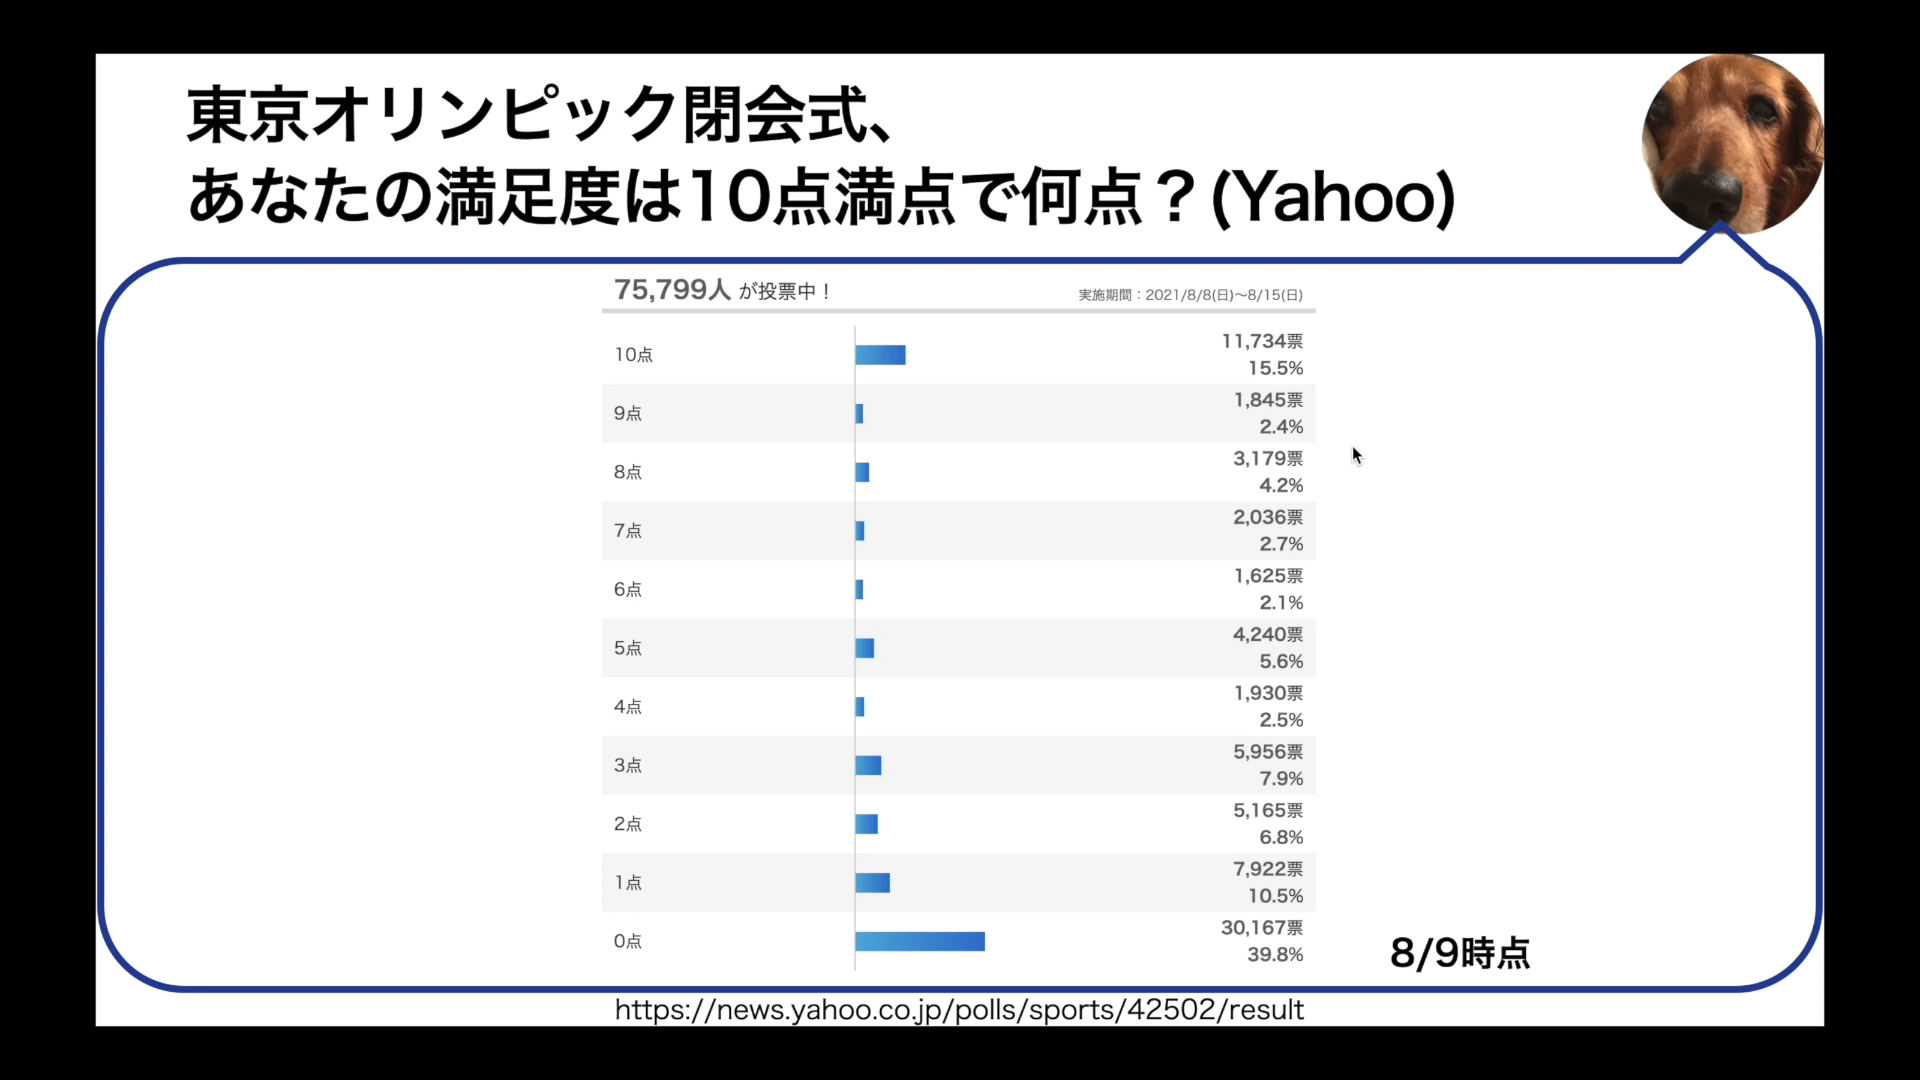 東京オリンピック閉会式、
あなたの満足度は10点満点で何点？(Yahoo)
75,799人 が投票中！ 実施期間：2021/8/8(日)～8/15(日)
10点 11,734票
15.5%
9点 1,845票
2.4%
8点 3,179票
4.2%
7点 2,036票
2.7%
6点 1,625票
2.1%
5点 4,240票
5.6%
4点 1,930票
2.5%
3点 5,956票
7.9%
2点 5,165票
6.8%
1点 7,922票
10.5%
0点 30,167票
39.8%
8/9時点
https://news.yahoo.co.jp/polls/sports/42502/result